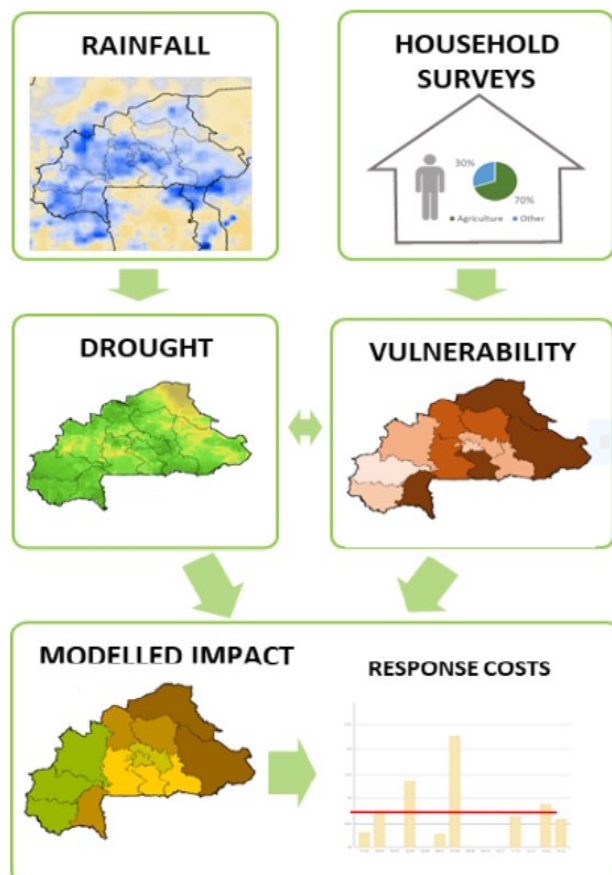 RAINFALL
HOUSEHOLD
SURVEYS
30%
70%
Agriculture Other
DROUGHT
VULNERABILITY
MODELLED IMPACT
RESPONSE COSTS